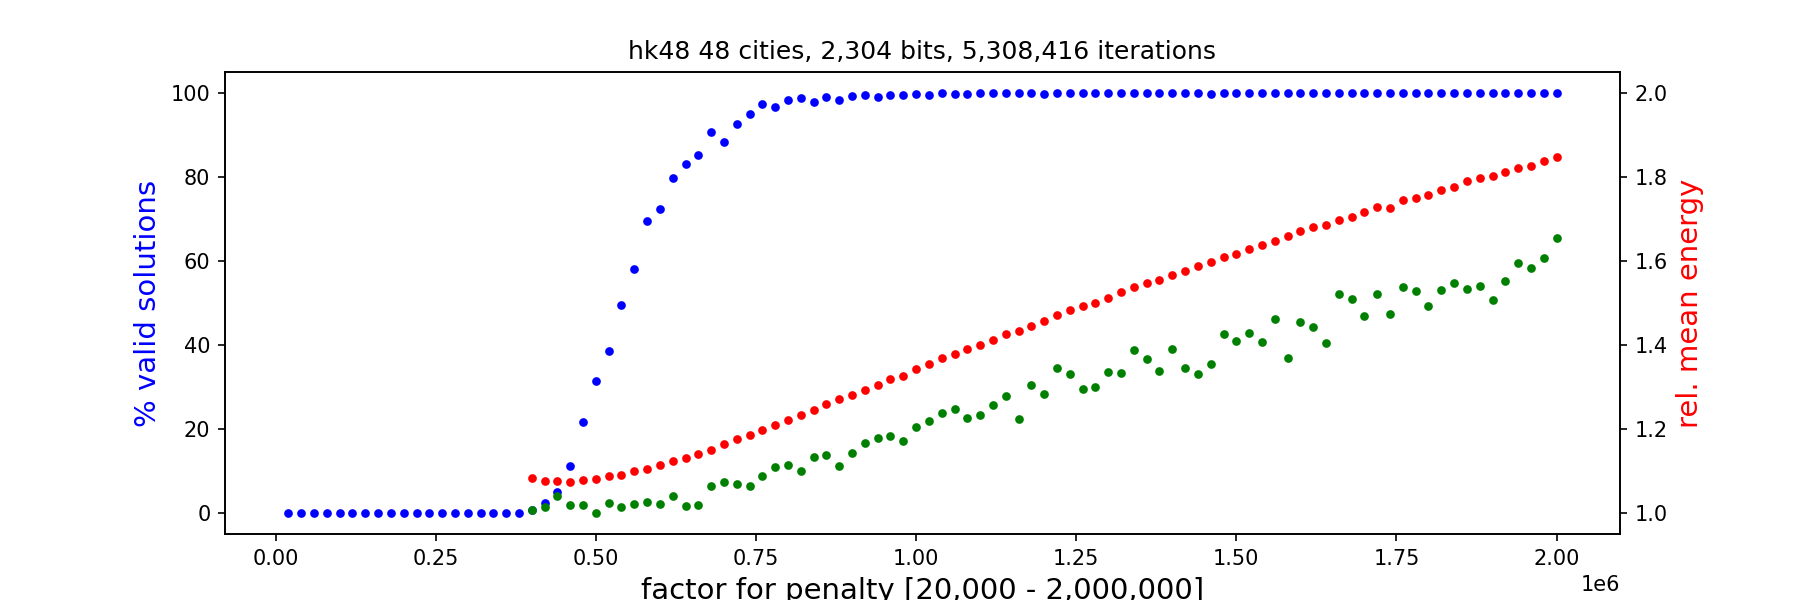 hk48 48 cities, 2,304 bits, 5,308,416 iterations
100
80
60
40
20
0
% valid solutions
2.0
1.8
1.6
1.4
1.2
1.0
rel. mean energy
0.00 0.25 0.50 0.75 1.00 1.25 1.50 1.75 2.00
1e6
factor for penalty [20,000 - 2,000,000]